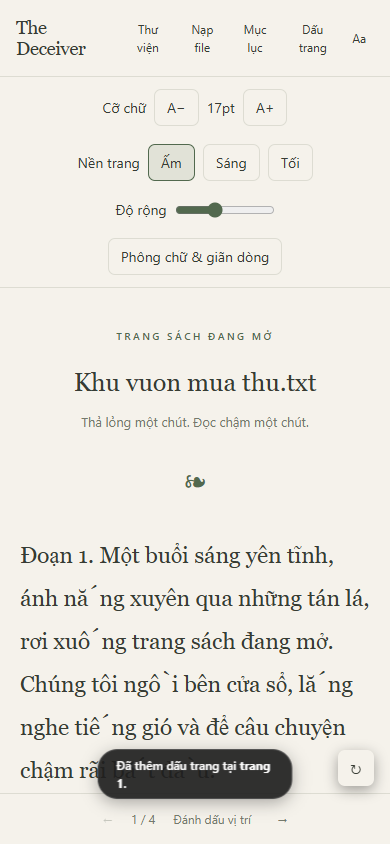 The
Deceiver
Thư
viện
Nạp
file
Mục
lục
Dấu
trang
Aa
Cỡ chữ A− 17pt A+
Nền trang Ấm Sáng Tối
Độ rộng
Phông chữ & giãn dòng
TRANG SÁCH ĐANG MỞ
Khu vuon mua thu.txt
Thả lỏng một chút. Đọc chậm một chút.
Đoạn 1. Một buổi sáng yên tĩnh,
ánh nắng xuyên qua những tán lá,
rơi xuống trang sách đang mở.
Chúng tôi ngồi bên cửa sổ, lắng
nghe tiếng gió và để câu chuyện
chậm rãi
Đã thêm dấu trang tại trang
1.
← 1 / 4 Đánh dấu vị trí →